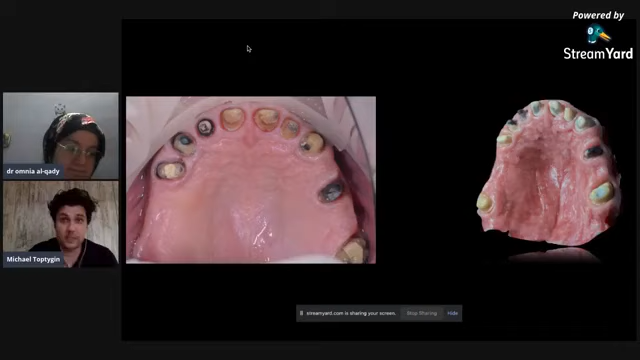 Powered by
StreamYard
dr omnia al-qady
Michael Toptygin
streamyard.com is sharing your screen.
Stop sharing
Hide